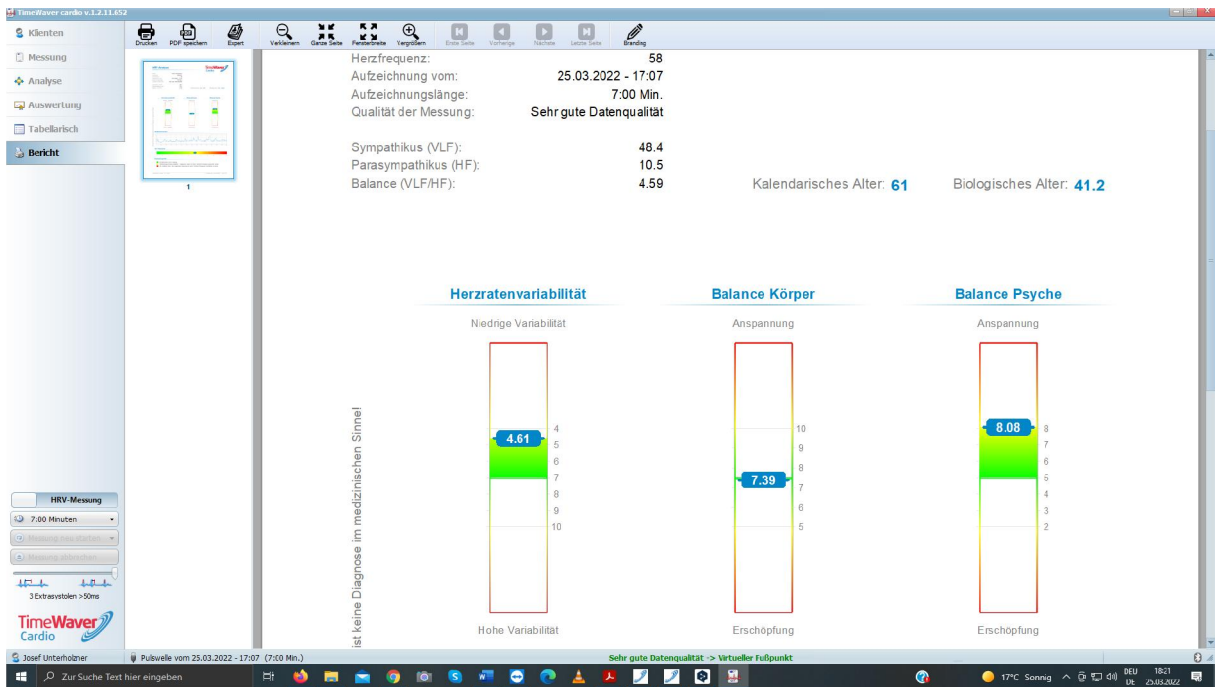 TimeWaver cardio v.1.2.11.652
Klienten
Messung
Analyse
Auswertung
Tabellarisch
Bericht
Drucken
PDF speichern
Expert
Verkleinern
Ganze Seite
Fensterbreite
Vergrößern
Erste Seite
Vorherige
Nächste
Letzte Seite
Branding
1
Herzfrequenz: 58
Aufzeichnung vom: 25.03.2022 - 17:07
Aufzeichnungslänge: 7:00 Min.
Qualität der Messung: Sehr gute Datenqualität
Sympathikus (VLF): 48.4
Parasympathikus (HF): 10.5
Balance (VLF/HF): 4.59
Kalendarisches Alter: 61
Biologisches Alter: 41.2
Herzratenvariabilität
Niedrige Variabilität
4.61
4
5
6
7
8
9
10
Hohe Variabilität
Balance Körper
Anspannung
7.39
10
9
8
7
6
5
Erschöpfung
Balance Psyche
Anspannung
8.08
8
7
6
5
4
3
2
Erschöpfung
ist keine Diagnose im medizinischen Sinne!
HRV-Messung
7:00 Minuten
Messung neu starten
Messung abbrechen
3 Extrasystolen >50ms
TimeWaver
Cardio
Josef Unterholzner
Pulswelle vom 25.03.2022 - 17:07 (7:00 Min.)
Sehr gute Datenqualität -> Virtueller Fußpunkt
Zur Suche Text hier eingeben
17°C Sonnig
DEU
DE
18:21
25.03.2022